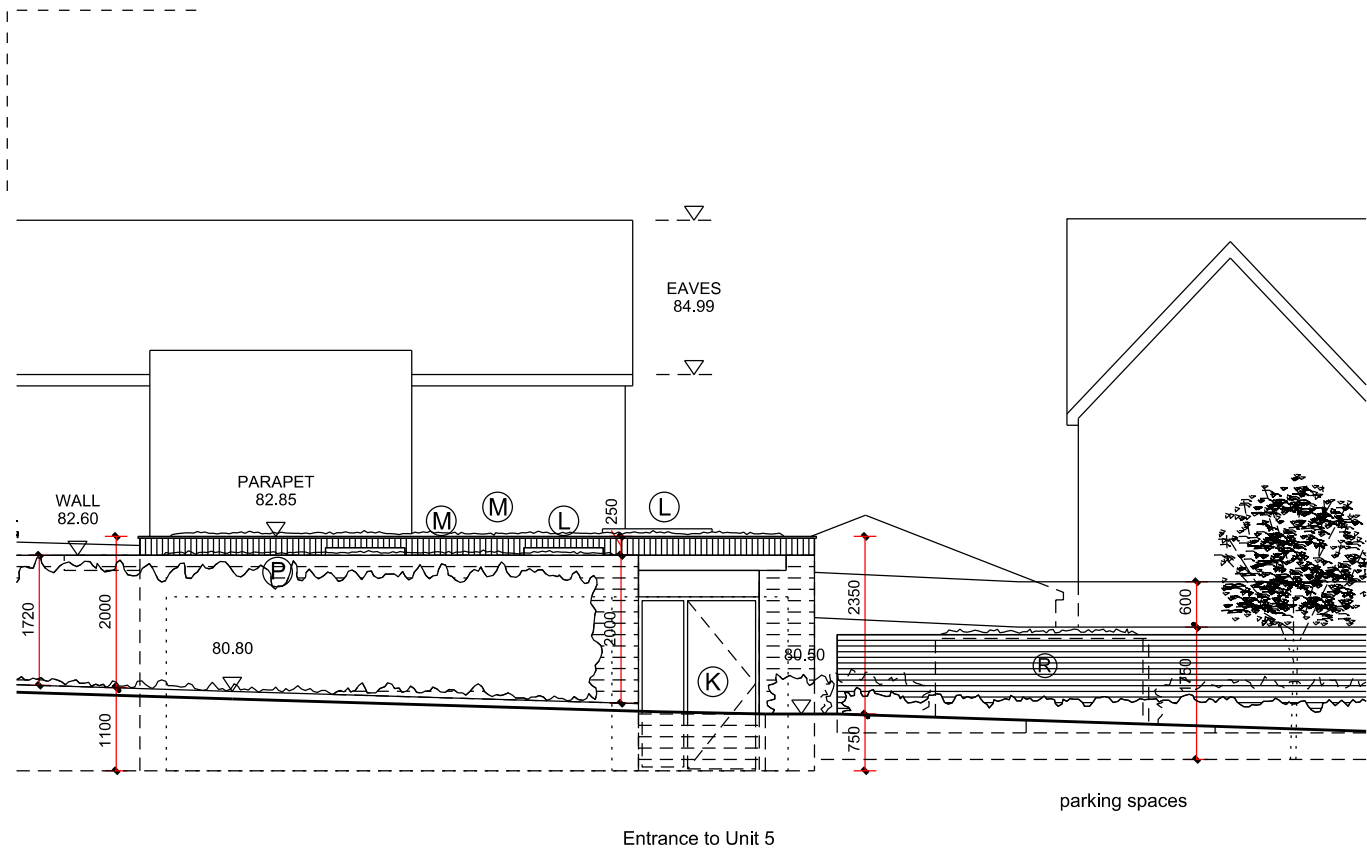 EAVES
84.99
PARAPET
82.85
WALL
82.60
M
M
L
L
250
P
1720
2000
2000
2350
600
80.80
80.50
R
K
1750
1100
750
parking spaces
Entrance to Unit 5